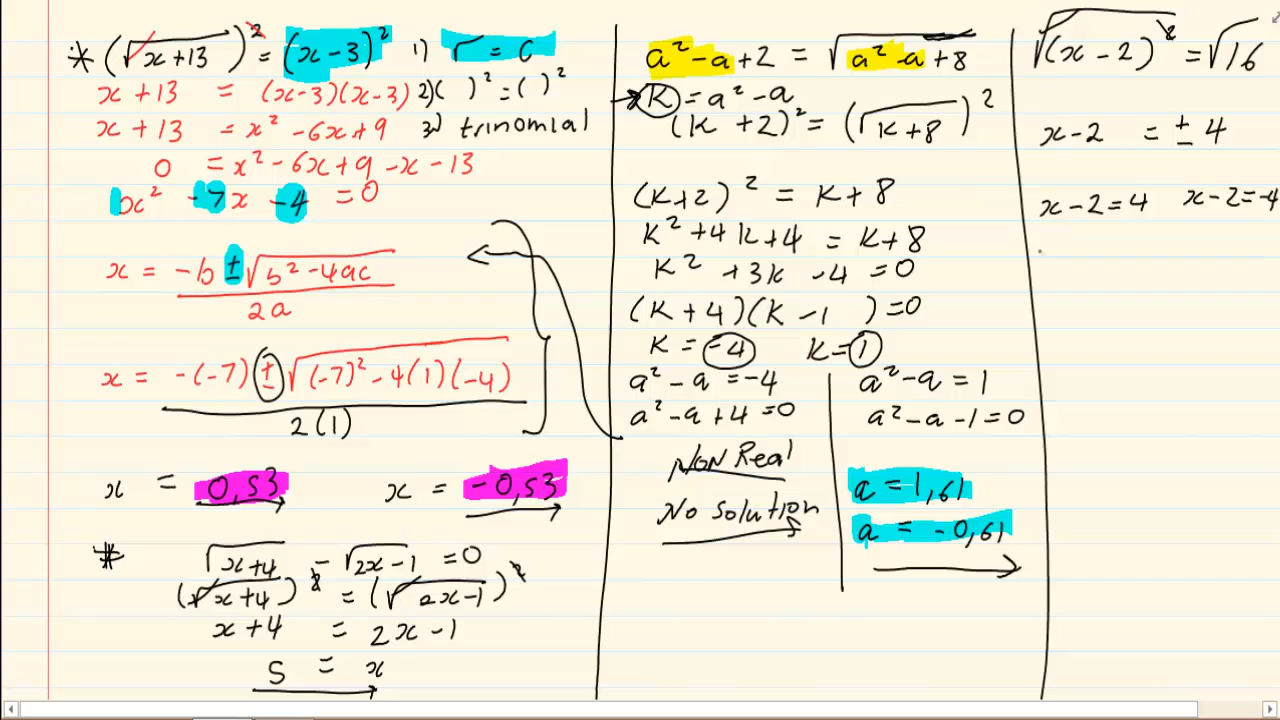 * (√x+13)² = (x-3)² 1) √ = c
x+13 = (x-3)(x-3) 2)( )²=( )²
x+13 = x² -6x+9 3) trinomial
0 = x²-6x+9 -x-13
0x² -7x -4 =0
x = -b ± √b²-4ac
2a
x = -(-7) ± √(-7)²-4(1)(-4)
2(1)
x = 0,53 x = -0,53
* √x+4 - √2x-1 =0
(√x+4)² = (√2x-1)²
x+4 = 2x-1
5 = x
a²-a+2 = √a²-a+8
K = a²-a
(K+2)² = (√K+8)²
(K+2)² = K+8
K²+4K+4 = K+8
K² +3K -4 =0
(K+4)(K-1)=0
K = -4 K = 1
a²-a=-4
a²-a+4=0
Non Real
No solution
a²-a=1
a²-a-1=0
a = 1,61
a = -0,61
√(x-2)² = √16
x-2 = ±4
x-2=4 x-2=-4